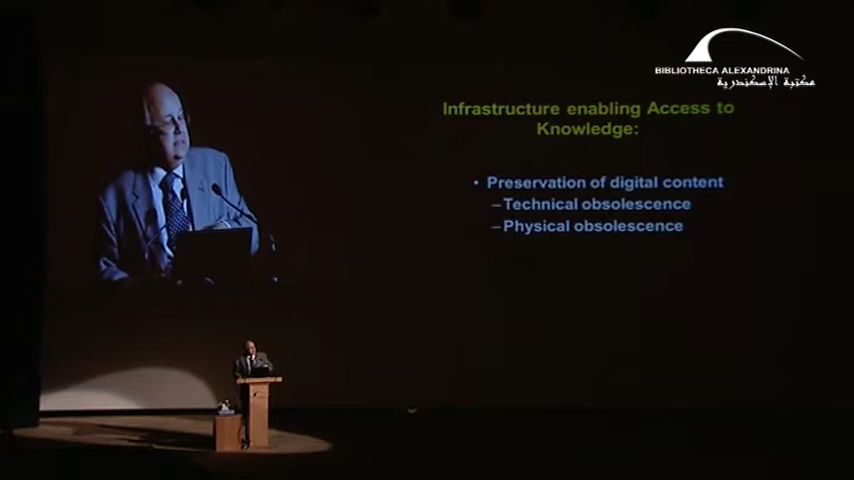 BIBLIOTHECA ALEXANDRINA
مكتبة الإسكندرية
Infrastructure enabling Access to
Knowledge:
• Preservation of digital content
–Technical obsolescence
–Physical obsolescence